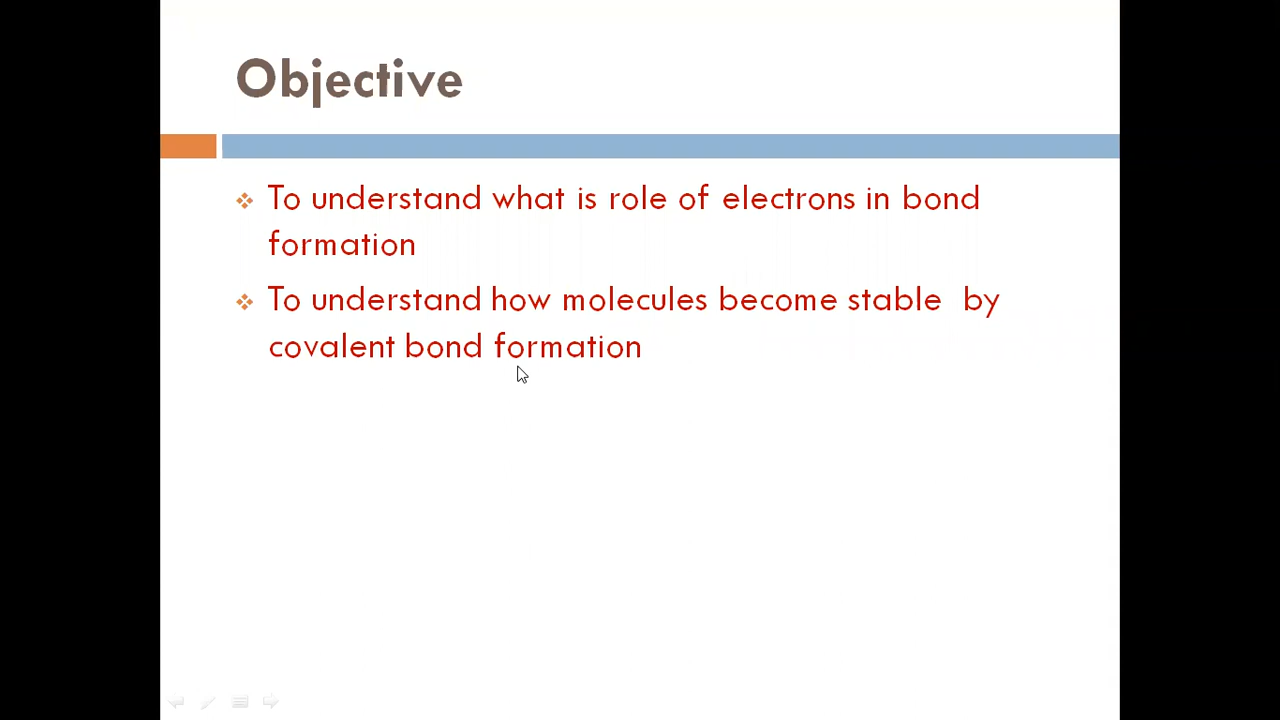 Objective
To understand what is role of electrons in bond
formation
To understand how molecules become stable  by
covalent bond formation